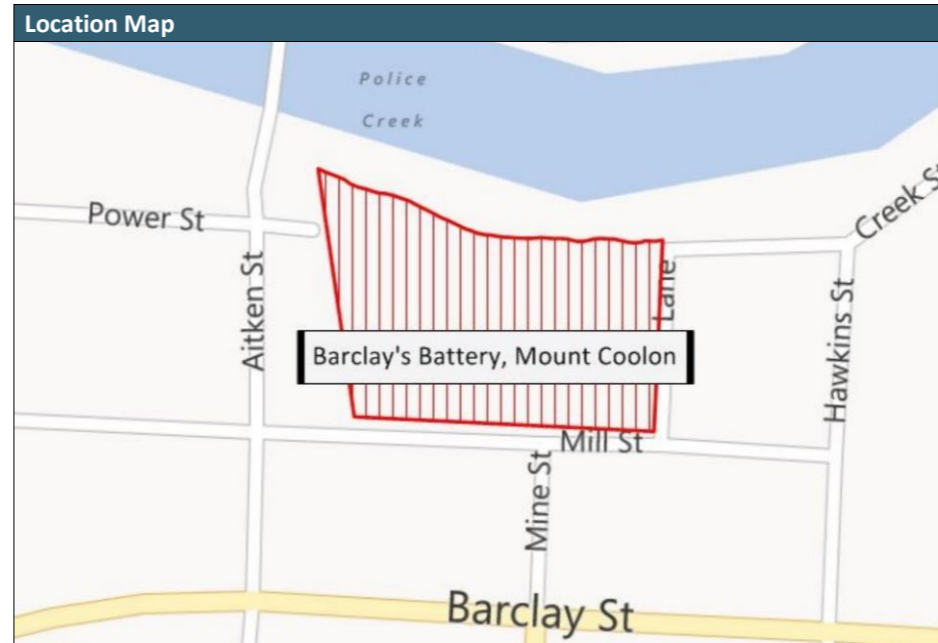 Location Map
Police
Creek
Power St
Creek St
Aitken St
Lane
Hawkins St
Barclay's Battery, Mount Coolon
Mill St
Mine St
Barclay St